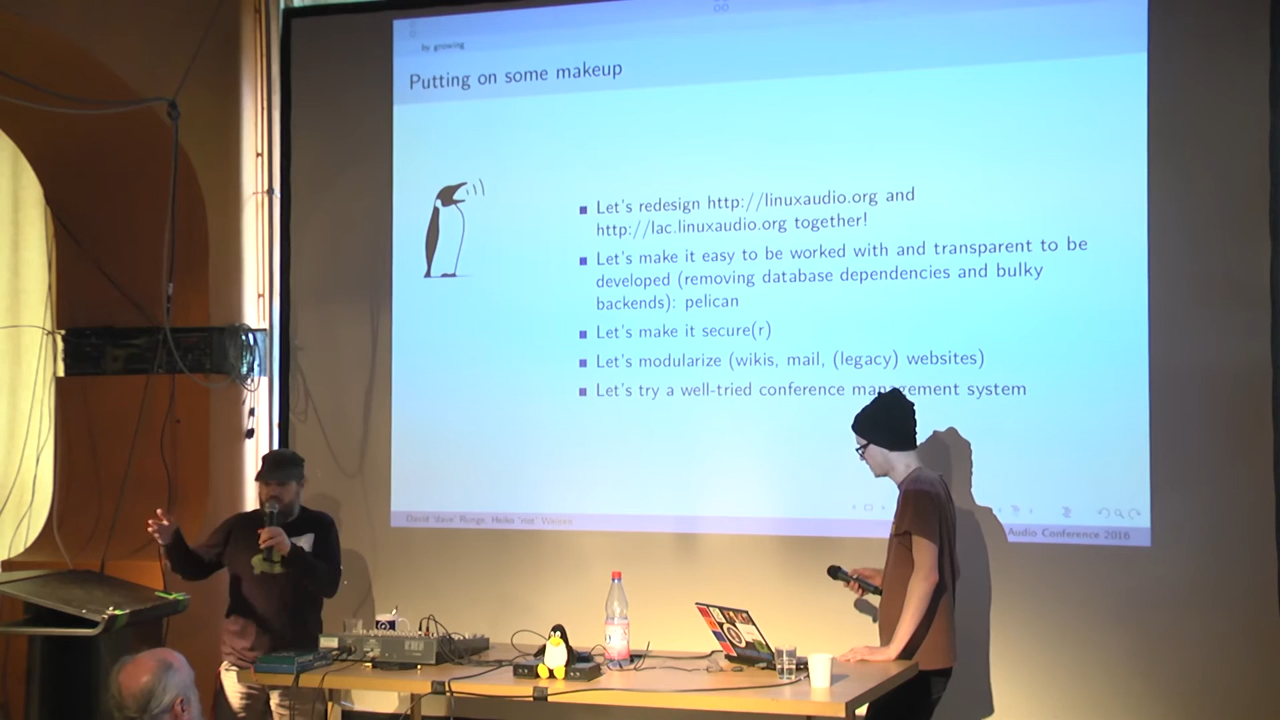 by gnowing
Putting on some makeup
Let's redesign http://linuxaudio.org and
http://lac.linuxaudio.org together!
Let's make it easy to be worked with and transparent to be
developed (removing database dependencies and bulky
backends): pelican
Let's make it secure(r)
Let's modularize (wikis, mail, (legacy) websites)
Let's try a well-tried conference management system
David 'dave' Runge, Heiko
Audio Conference 2016